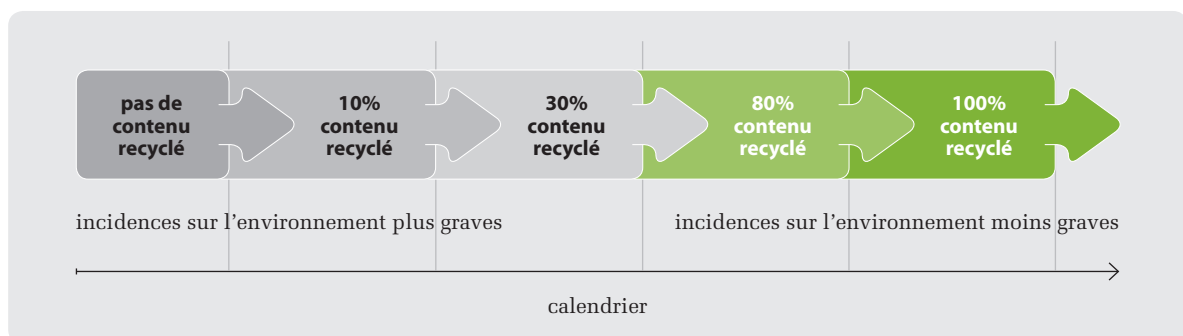 pas de
contenu
recyclé
10%
contenu
recyclé
30%
contenu
recyclé
80%
contenu
recyclé
100%
contenu
recyclé
incidences sur l’environnement plus graves
incidences sur l’environnement moins graves
calendrier